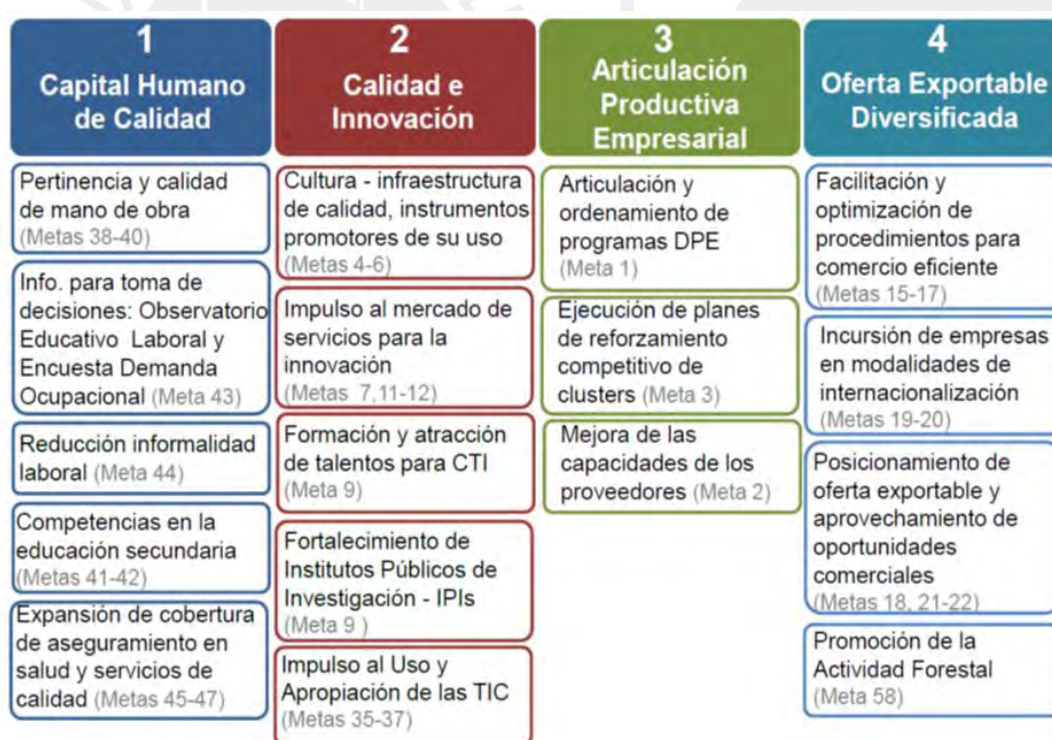 1
Capital Humano
de Calidad
Pertinencia y calidad
de mano de obra
(Metas 38-40)
Info. para toma de
decisiones: Observatorio
Educativo Laboral y
Encuesta Demanda
Ocupacional (Meta 43)
Reducción informalidad
laboral (Meta 44)
Competencias en la
educación secundaria
(Metas 41-42)
Expansión de cobertura
de aseguramiento en
salud y servicios de
calidad (Metas 45-47)
2
Calidad e
Innovación
Cultura - infraestructura
de calidad, instrumentos
promotores de su uso
(Metas 4-6)
Impulso al mercado de
servicios para la
innovación
(Metas 7,11-12)
Formación y atracción
de talentos para CTI
(Meta 9)
Fortalecimiento de
Institutos Públicos de
Investigación - IPIs
(Meta 9 )
Impulso al Uso y
Apropiación de las TIC
(Metas 35-37)
3
Articulación
Productiva
Empresarial
Articulación y
ordenamiento de
programas DPE
(Meta 1)
Ejecución de planes
de reforzamiento
competitivo de
clusters (Meta 3)
Mejora de las
capacidades de los
proveedores (Meta 2)
4
Oferta Exportable
Diversificada
Facilitación y
optimización de
procedimientos para
comercio eficiente
(Metas 15-17)
Incursión de empresas
en modalidades de
internacionalización
(Metas 19-20)
Posicionamiento de
oferta exportable y
aprovechamiento de
oportunidades
comerciales
(Metas 18, 21-22)
Promoción de la
Actividad Forestal
(Meta 58)